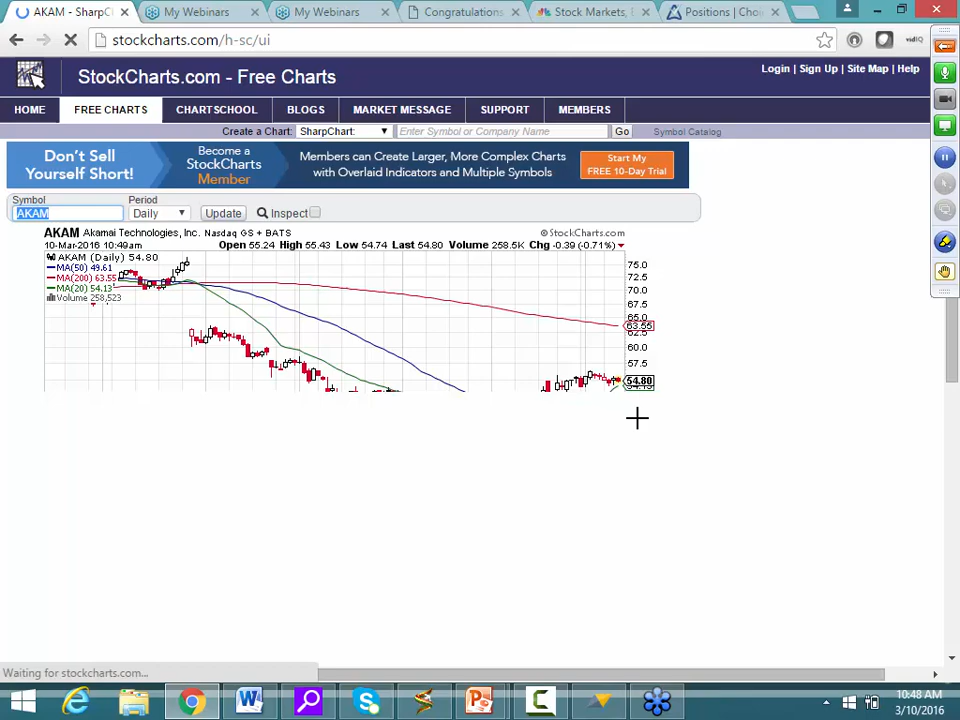 AKAM - SharpCh
My Webinars
My Webinars
Congratulations
Stock Markets, B
Positions | Choi
stockcharts.com/h-sc/ui
vidIQ
StockCharts.com - Free Charts
Login | Sign Up | Site Map | Help
HOME
FREE CHARTS
CHARTSCHOOL
BLOGS
MARKET MESSAGE
SUPPORT
MEMBERS
Create a Chart: SharpChart: Enter Symbol or Company Name Go Symbol Catalog
Don't Sell
Yourself Short!
Become a
StockCharts
Member
Members can Create Larger, More Complex Charts
with Overlaid Indicators and Multiple Symbols
Start My
FREE 10-Day Trial
Symbol
Period
AKAM
Daily
Update
Inspect
AKAM Akamai Technologies, Inc. Nasdaq GS + BATS
© StockCharts.com
10-Mar-2016 10:49am
Open 55.24 High 55.43 Low 54.74 Last 54.80 Volume 258.5K Chg -0.39 (-0.71%)
AKAM (Daily) 54.80
MA(50) 49.61
MA(200) 63.55
MA(20) 54.13
Volume 258,523
75.0
72.5
70.0
67.5
65.0
63.55
62.5
60.0
57.5
54.80
54.13
Waiting for stockcharts.com...
10:48 AM
3/10/2016